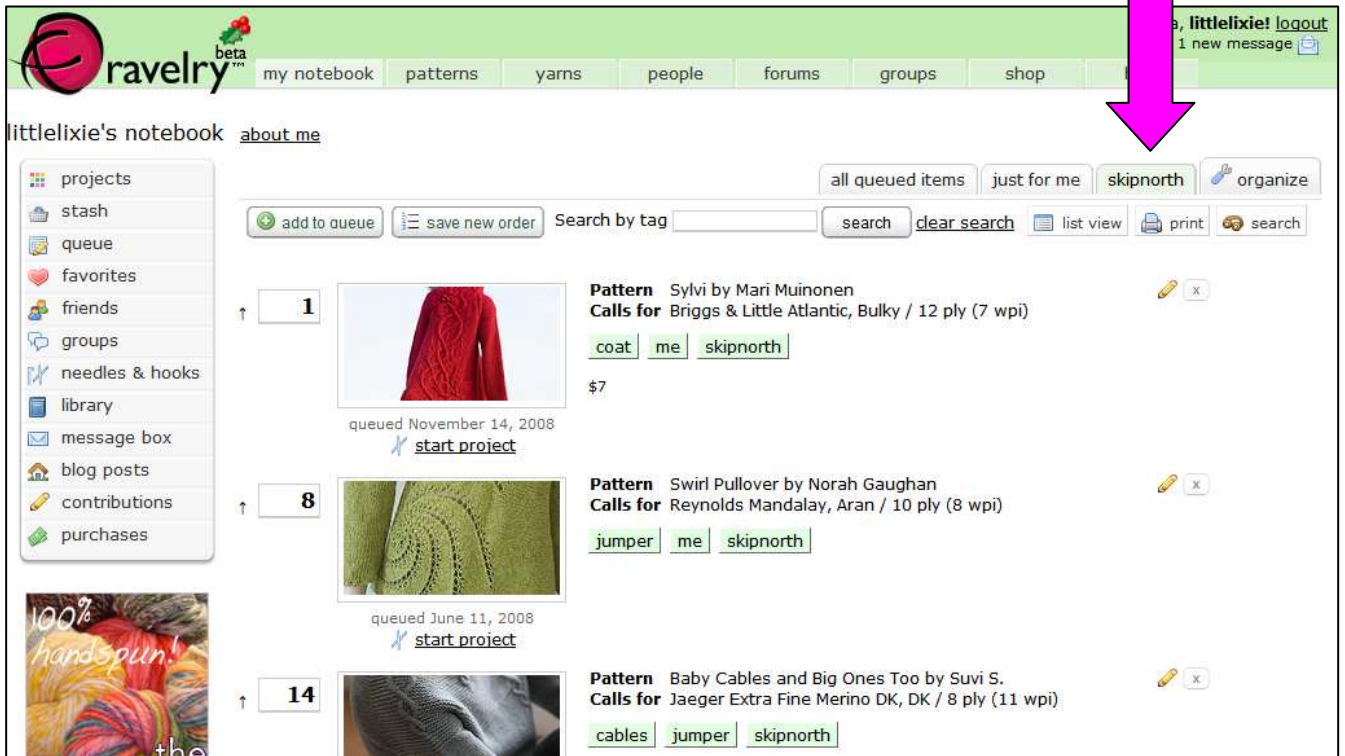 ravelry beta ™
a, littlelixie! logout
1 new message
my notebook patterns yarns people forums groups shop
littlelixie's notebook about me
projects
stash
queue
favorites
friends
groups
needles & hooks
library
message box
blog posts
contributions
purchases
100%
handspun!
the
all queued items just for me skipnorth organize
add to queue save new order Search by tag search clear search list view print search
1
Pattern Sylvi by Mari Muinonen
Calls for Briggs & Little Atlantic, Bulky / 12 ply (7 wpi)
coat me skipnorth
$7
queued November 14, 2008
start project
8
Pattern Swirl Pullover by Norah Gaughan
Calls for Reynolds Mandalay, Aran / 10 ply (8 wpi)
jumper me skipnorth
queued June 11, 2008
start project
14
Pattern Baby Cables and Big Ones Too by Suvi S.
Calls for Jaeger Extra Fine Merino DK, DK / 8 ply (11 wpi)
cables jumper skipnorth